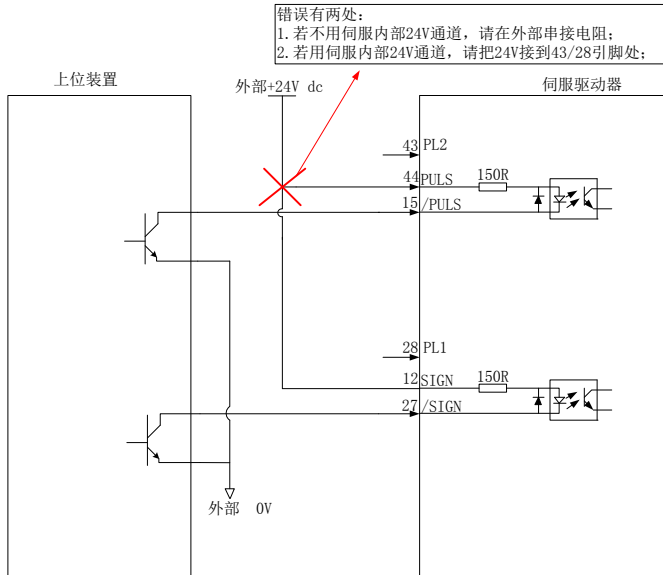 错误有两处:
1.若不用伺服内部24V通道，请在外部串接电阻;
2.若用伺服内部24V通道，请把24V接到43/28引脚处;
上位装置
外部+24V dc
伺服驱动器
43 PL2
44 PULS
150R
15 /PULS
28 PL1
12 SIGN
150R
27 /SIGN
外部 0V